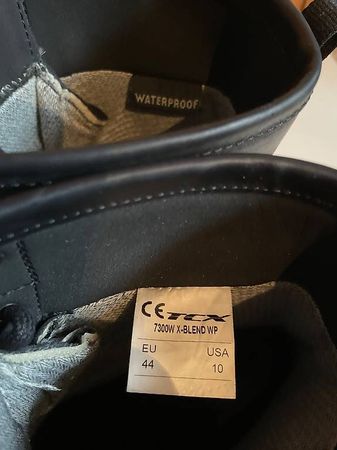 WATERPROOF
CE TCX
7300W X-BLEND WP
EU USA
44 10